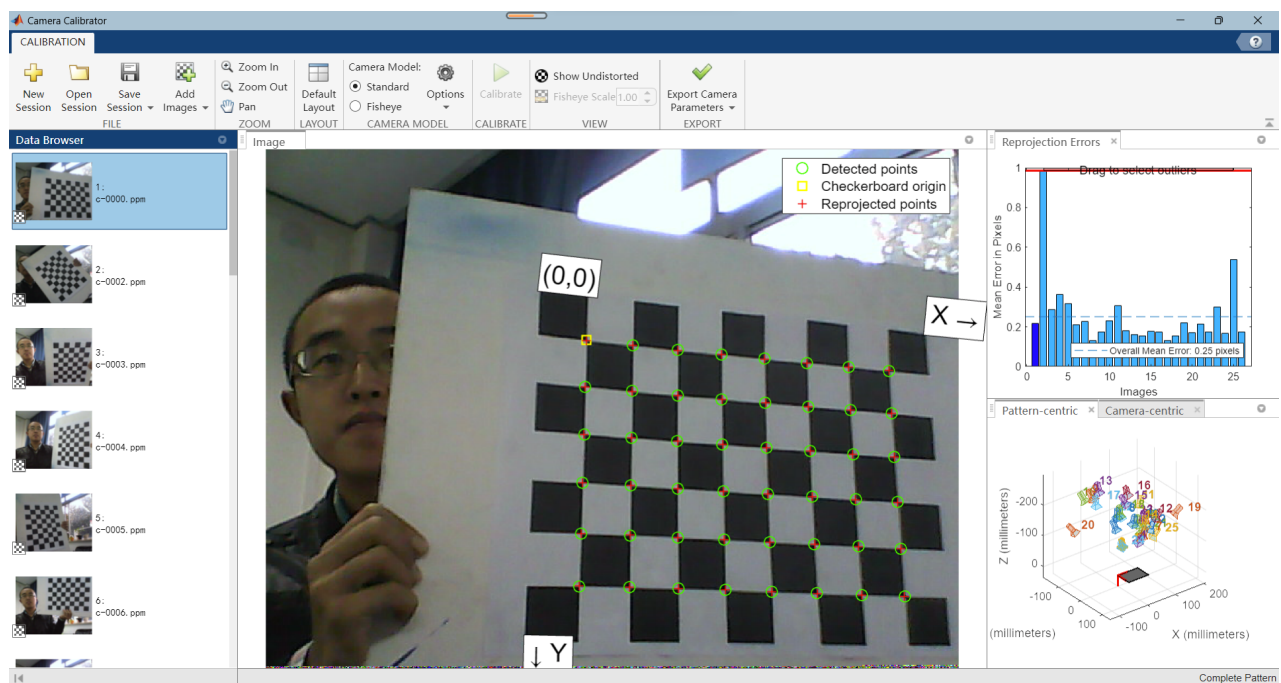 Camera Calibrator
CALIBRATION
?
New Session
Open Session
Save Session
Add Images
FILE
Zoom In
Zoom Out
Pan
ZOOM
Default Layout
LAYOUT
Camera Model:
Standard
Fisheye
Options
CAMERA MODEL
Calibrate
CALIBRATE
Show Undistorted
Fisheye Scale 1.00
VIEW
Export Camera Parameters
EXPORT
Data Browser
1:
c-0000.ppm
2:
c-0002.ppm
3:
c-0003.ppm
4:
c-0004.ppm
5:
c-0005.ppm
6:
c-0006.ppm
Image
Detected points
Checkerboard origin
Reprojected points
(0,0)
X →
↓ Y
Reprojection Errors
Drag to select outliers
Mean Error in Pixels
1
0.8
0.6
0.4
0.2
0
Overall Mean Error: 0.25 pixels
0 5 10 15 20 25
Images
Pattern-centric
Camera-centric
13
16
17
15
12
19
20
25
Z (millimeters)
-200
-100
0
-100
0
100
(millimeters)
-100
0
100
200
X (millimeters)
Complete Pattern